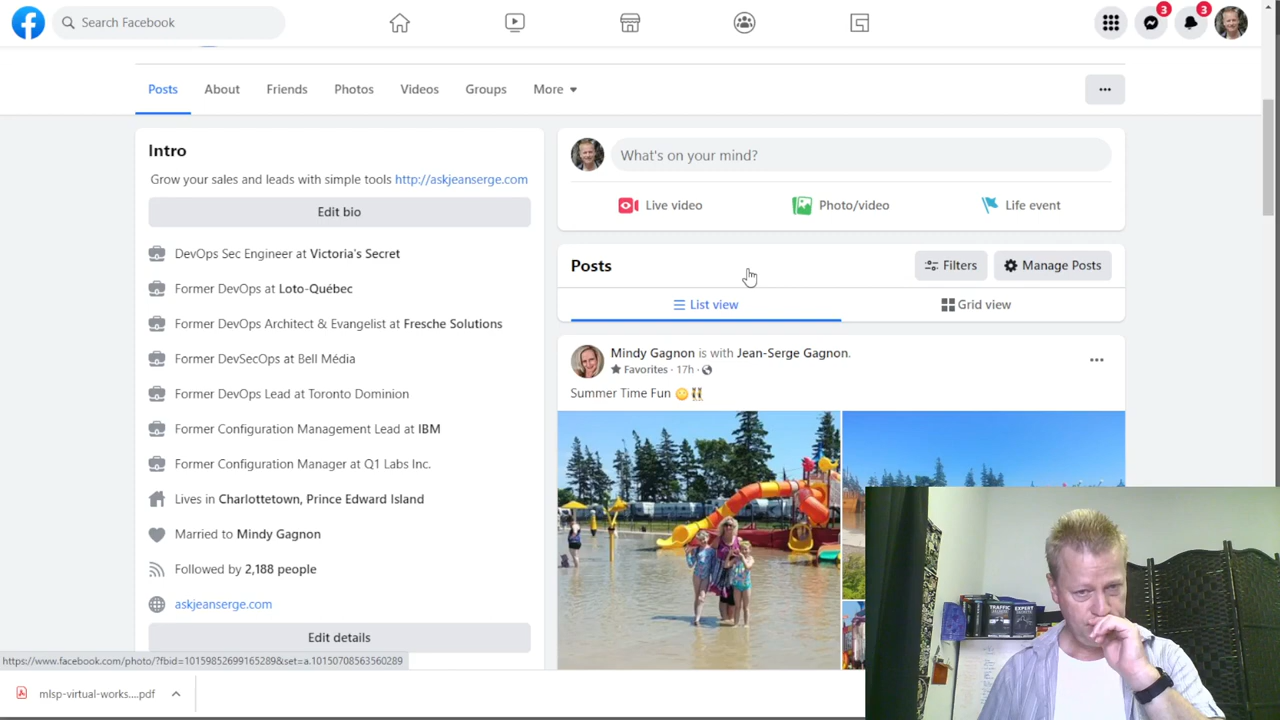 Search Facebook
3
3
Posts
About
Friends
Photos
Videos
Groups
More
Intro
Grow your sales and leads with simple tools http://askjeanserge.com
Edit bio
DevOps Sec Engineer at Victoria's Secret
Former DevOps at Loto-Québec
Former DevOps Architect & Evangelist at Fresche Solutions
Former DevSecOps at Bell Média
Former DevOps Lead at Toronto Dominion
Former Configuration Management Lead at IBM
Former Configuration Manager at Q1 Labs Inc.
Lives in Charlottetown, Prince Edward Island
Married to Mindy Gagnon
Followed by 2,188 people
askjeanserge.com
Edit details
What's on your mind?
Live video
Photo/video
Life event
Posts
Filters
Manage Posts
List view
Grid view
Mindy Gagnon is with Jean-Serge Gagnon.
Favorites · 17h ·
Summer Time Fun
https://www.facebook.com/photo/?fbid=10159852699165289&set=a.10150708563560289
mlsp-virtual-works....pdf
TRAFFIC
EXPERT